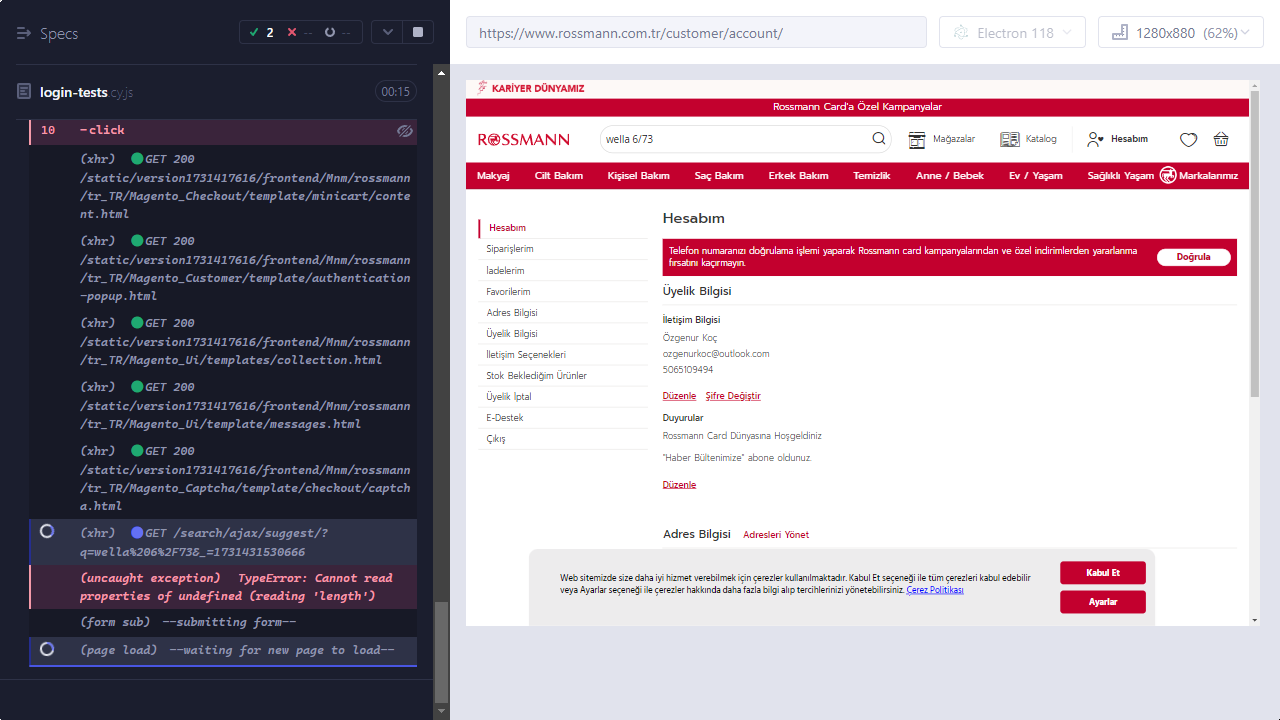 Specs
2
--
--
login-tests.cy.js
00:15
10
-click
(xhr) GET 200
/static/version1731417616/frontend/Mnm/rossmann
/tr_TR/Magento_Checkout/template/minicart/conte
nt.html
(xhr) GET 200
/static/version1731417616/frontend/Mnm/rossmann
/tr_TR/Magento_Customer/template/authentication
-popup.html
(xhr) GET 200
/static/version1731417616/frontend/Mnm/rossmann
/tr_TR/Magento_Ui/templates/collection.html
(xhr) GET 200
/static/version1731417616/frontend/Mnm/rossmann
/tr_TR/Magento_Ui/template/messages.html
(xhr) GET 200
/static/version1731417616/frontend/Mnm/rossmann
/tr_TR/Magento_Captcha/template/checkout/captch
a.html
(xhr) GET /search/ajax/suggest/?
q=wella%206%2F73&_=1731431530666
(uncaught exception) TypeError: Cannot read
properties of undefined (reading 'length')
(form sub) --submitting form--
(page load) --waiting for new page to load--
https://www.rossmann.com.tr/customer/account/
Electron 118
1280x880 (62%)
KARİYER DÜNYAMIZ
Rossmann Card'a Özel Kampanyalar
ROSSMANN
wella 6/73
Mağazalar
Katalog
Hesabım
Makyaj
Cilt Bakım
Kişisel Bakım
Saç Bakım
Erkek Bakım
Temizlik
Anne / Bebek
Ev / Yaşam
Sağlıklı Yaşam
Markalarımız
Hesabım
Siparişlerim
İadelerim
Favorilerim
Adres Bilgisi
Üyelik Bilgisi
İletişim Seçenekleri
Stok Beklediğim Ürünler
Üyelik İptal
E-Destek
Çıkış
Hesabım
Telefon numaranızı doğrulama işlemi yaparak Rossmann card kampanyalarından ve özel indirimlerden yararlanma
fırsatını kaçırmayın.
Doğrula
Üyelik Bilgisi
İletişim Bilgisi
Özgenur Koç
ozgenurkoc@outlook.com
5065109494
Düzenle Şifre Değiştir
Duyurular
Rossmann Card Dünyasına Hoşgeldiniz
"Haber Bültenimize" abone oldunuz.
Düzenle
Adres Bilgisi Adresleri Yönet
Web sitemizde size daha iyi hizmet verebilmek için çerezler kullanılmaktadır. Kabul Et seçeneği ile tüm çerezleri kabul edebilir
veya Ayarlar seçeneği ile çerezler hakkında daha fazla bilgi alıp tercihlerinizi yönetebilirsiniz. Çerez Politikası
Kabul Et
Ayarlar